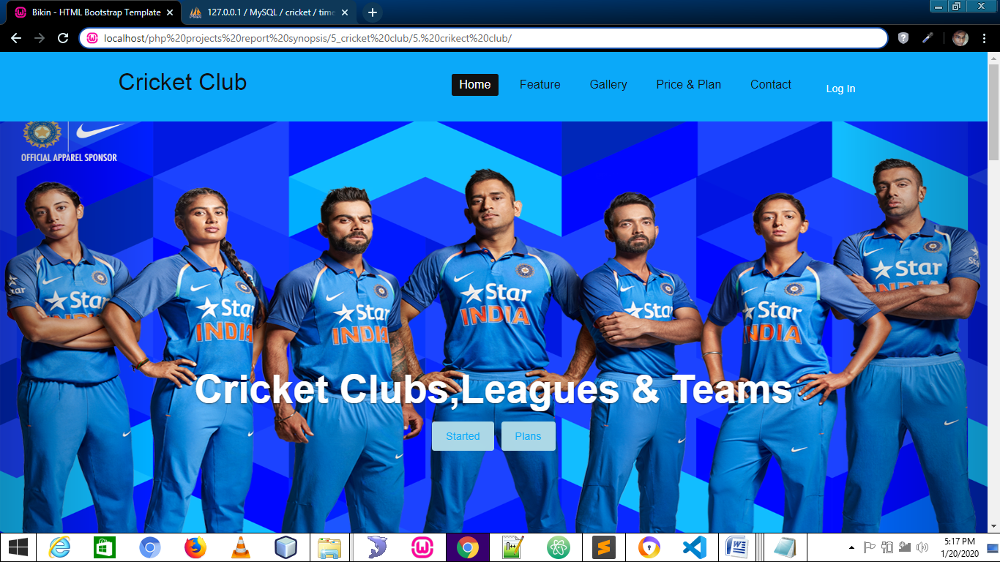 Bikin - HTML Bootstrap Template
127.0.0.1 / MySQL / cricket / time
localhost/php%20projects%20report%20synopsis/5_cricket%20club/5.%20crikect%20club/
Cricket Club
Home Feature Gallery Price & Plan Contact Log In
OFFICIAL APPAREL SPONSOR
Star
Star
INDIA
Star
INDIA
Star
INDIA
Star
Star
INDIA
Star
INDIA
Star
Cricket Clubs,Leagues & Teams
Started Plans
5:17 PM
1/20/2020